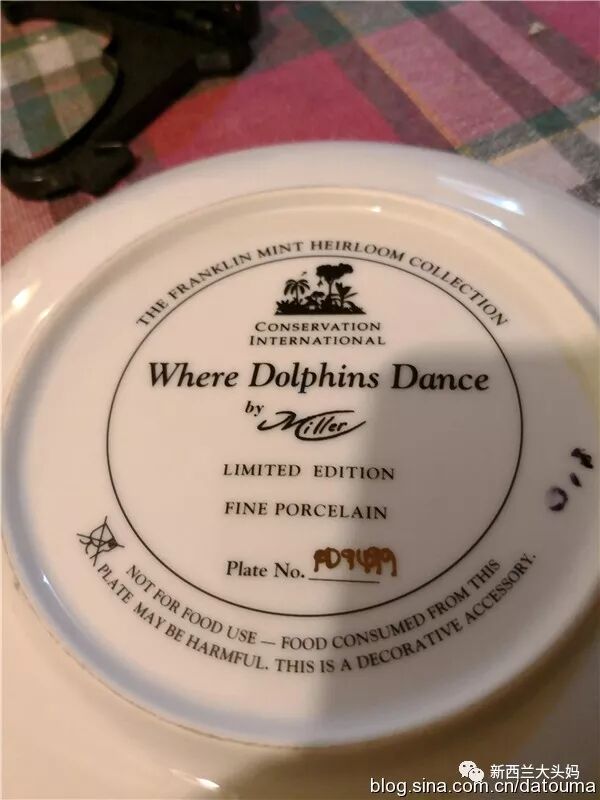 THE FRANKLIN MINT HEIRLOOM COLLECTION
CONSERVATION
INTERNATIONAL
Where Dolphins Dance
by Miller
LIMITED EDITION
FINE PORCELAIN
Plate No.
NOT FOR FOOD USE — FOOD CONSUMED FROM THIS
PLATE MAY BE HARMFUL. THIS IS A DECORATIVE ACCESSORY.
新西兰大头妈
blog.sina.com.cn/datouma